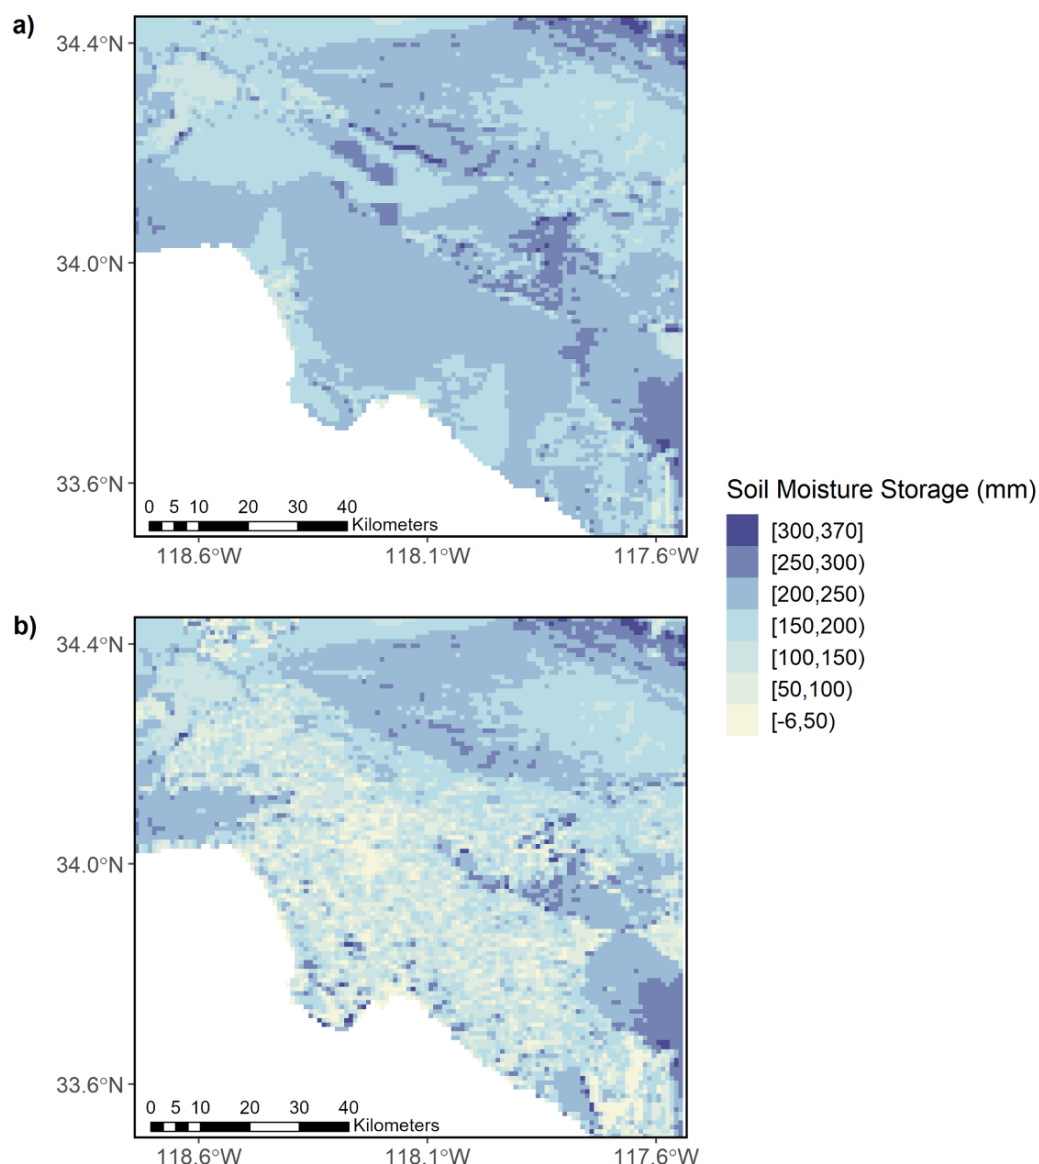 a)
34.4°N
34.0°N
33.6°N
0 5 10 20 30 40
Kilometers
118.6°W 118.1°W 117.6°W
Soil Moisture Storage (mm)
[300,370]
[250,300)
[200,250)
[150,200)
[100,150)
[50,100)
[-6,50)
b)
34.4°N
34.0°N
33.6°N
0 5 10 20 30 40
Kilometers
118.6°W 118.1°W 117.6°W